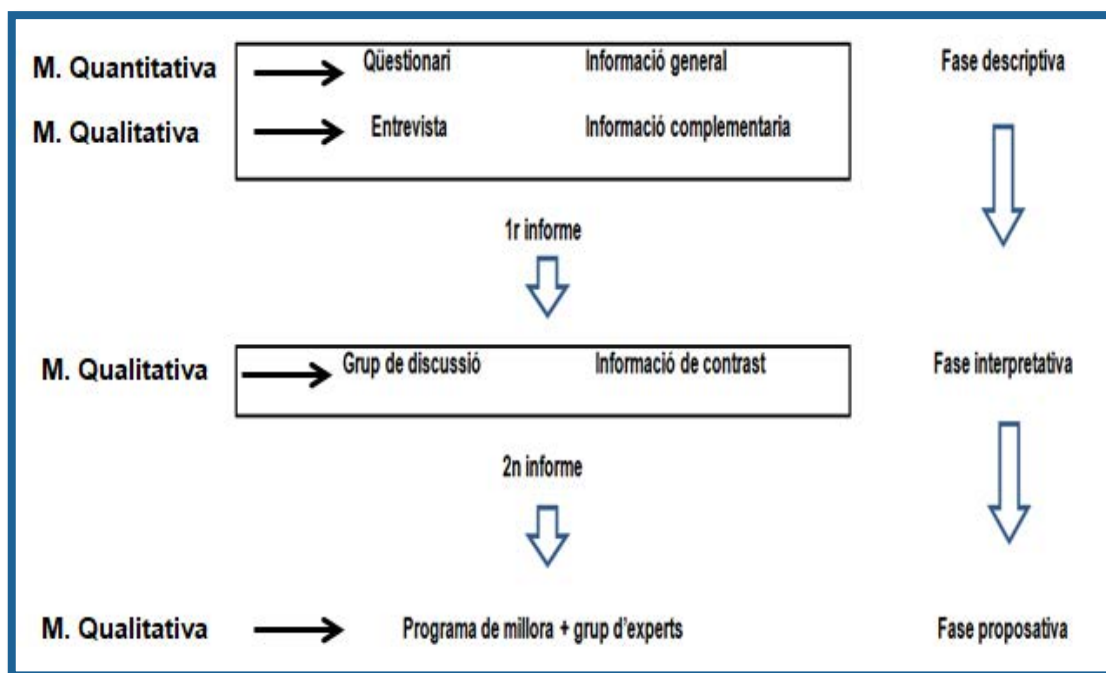 M. Quantitativa Qüestionari Informació general Fase descriptiva
M. Qualitativa Entrevista Informació complementaria
1r informe
M. Qualitativa Grup de discussió Informació de contrast Fase interpretativa
2n informe
M. Qualitativa Programa de millora + grup d'experts Fase proposativa